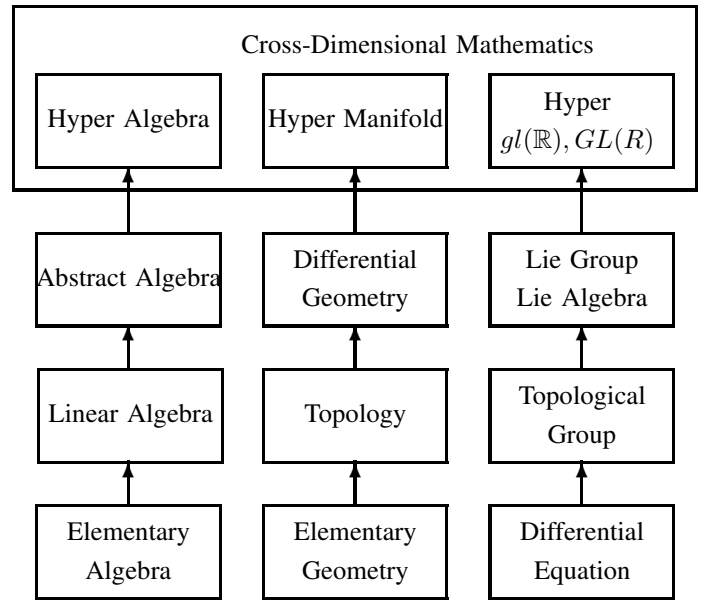 Cross-Dimensional Mathematics
Hyper Algebra
Hyper Manifold
Hyper
gl(ℝ), GL(R)
Abstract Algebra
Differential
Geometry
Lie Group
Lie Algebra
Linear Algebra
Topology
Topological
Group
Elementary
Algebra
Elementary
Geometry
Differential
Equation